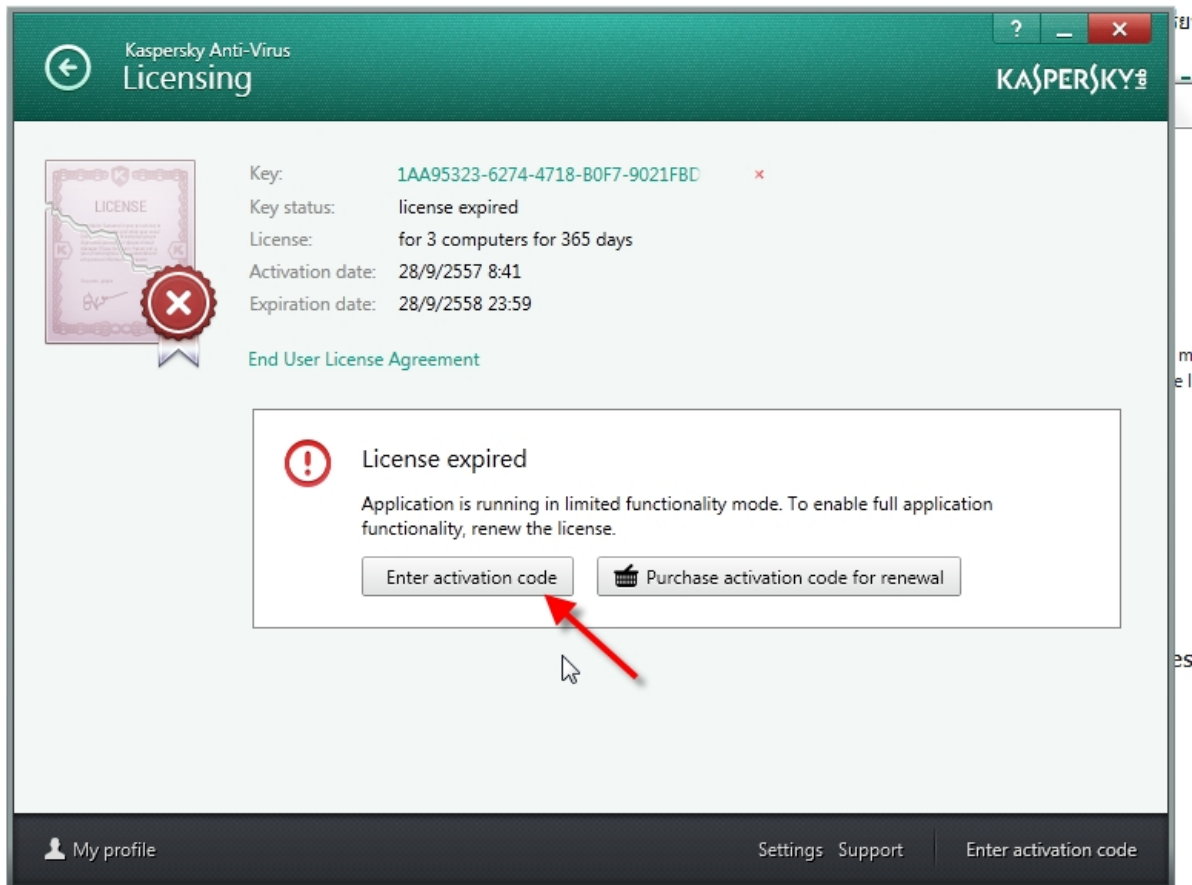 Kaspersky Anti-Virus
Licensing
?
KASPERSKY lab
LICENSE
Key: 1AA95323-6274-4718-B0F7-9021FBD
Key status: license expired
License: for 3 computers for 365 days
Activation date: 28/9/2557 8:41
Expiration date: 28/9/2558 23:59
End User License Agreement
License expired
Application is running in limited functionality mode. To enable full application
functionality, renew the license.
Enter activation code
Purchase activation code for renewal
My profile
Settings
Support
Enter activation code